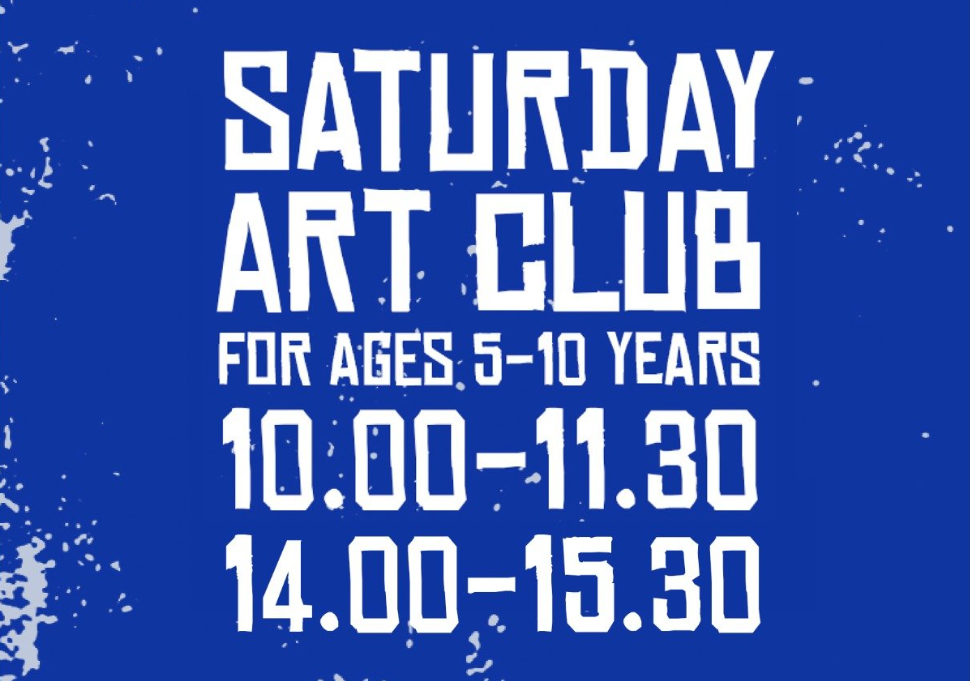 SATURDAY
ART CLUB
FOR AGES 5-10 YEARS
10.00-11.30
14.00-15.30